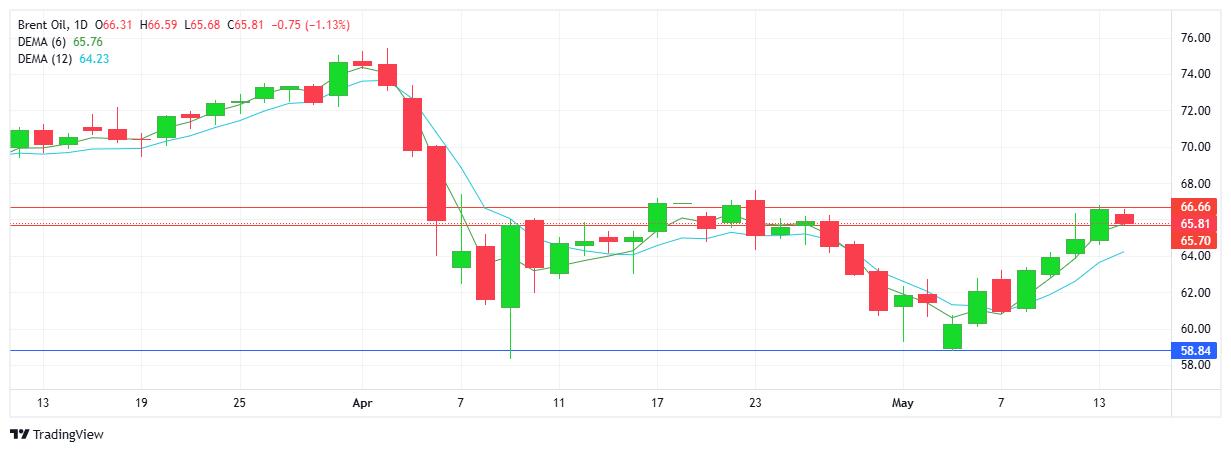 Brent Oil, 1D O66.31 H66.59 L65.68 C65.81 −0.75 (−1.13%)
DEMA (6) 65.76
DEMA (12) 64.23
76.00
74.00
72.00
70.00
68.00
66.66
65.81
65.70
64.00
62.00
60.00
58.84
58.00
13 19 25 Apr 7 11 17 23 May 7 13
TradingView